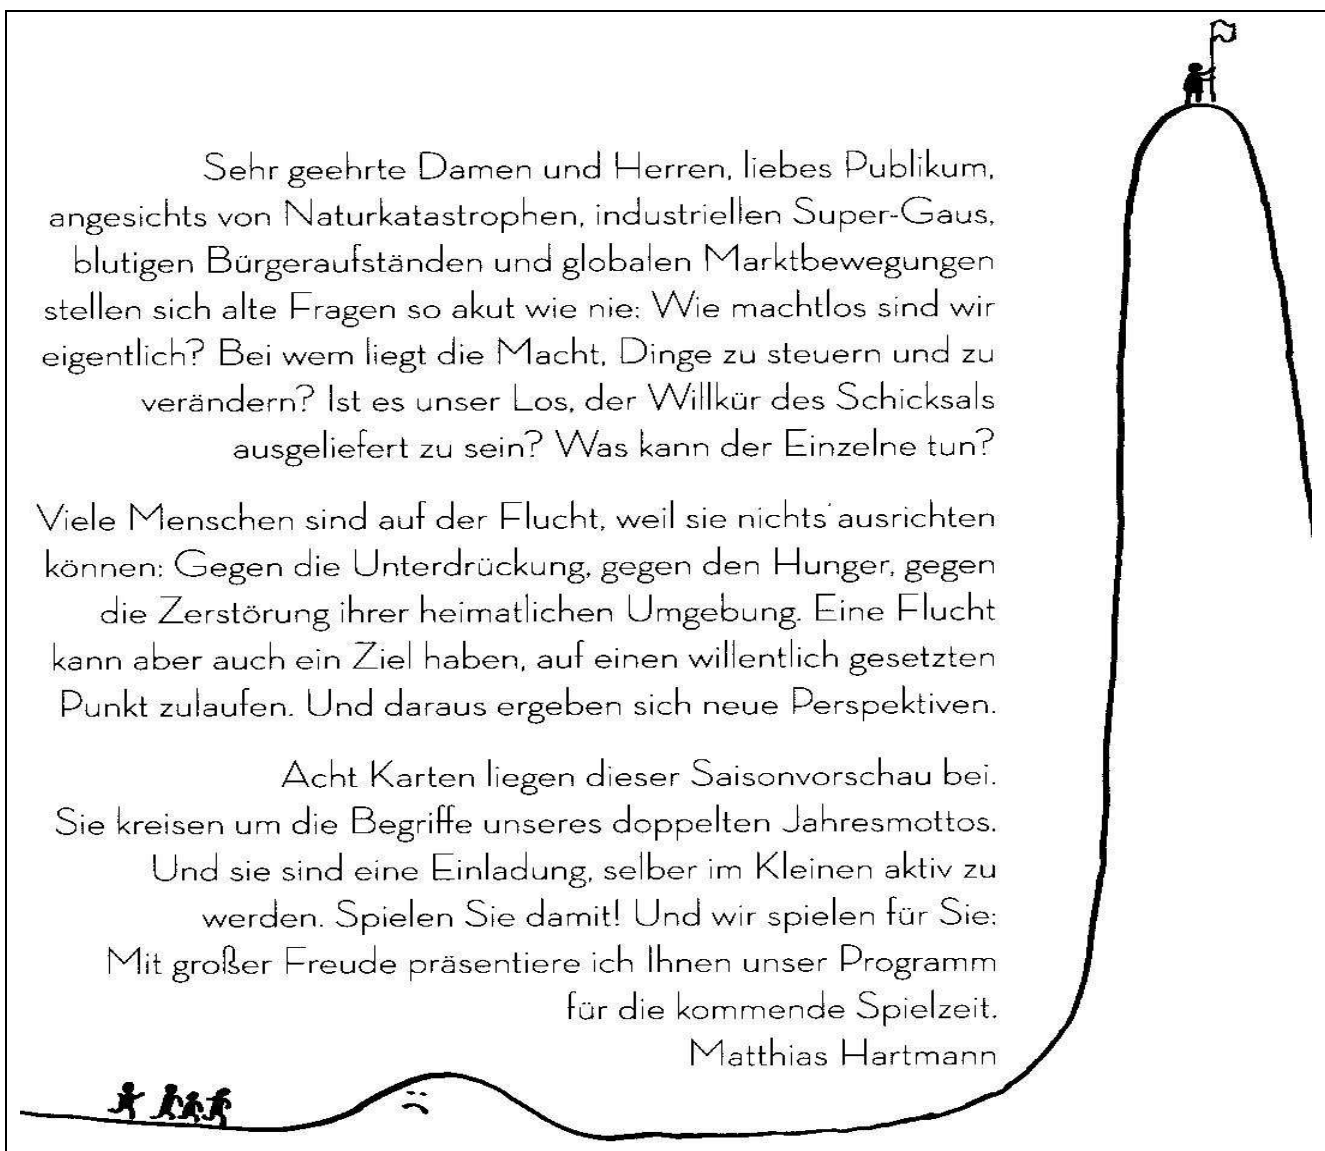 Sehr geehrte Damen und Herren, liebes Publikum,
angesichts von Naturkatastrophen, industriellen Super-Gaus,
blutigen Bürgeraufständen und globalen Marktbewegungen
stellen sich alte Fragen so akut wie nie: Wie machtlos sind wir
eigentlich? Bei wem liegt die Macht, Dinge zu steuern und zu
verändern? Ist es unser Los, der Willkür des Schicksals
ausgeliefert zu sein? Was kann der Einzelne tun?
Viele Menschen sind auf der Flucht, weil sie nichts ausrichten
können: Gegen die Unterdrückung, gegen den Hunger, gegen
die Zerstörung ihrer heimatlichen Umgebung. Eine Flucht
kann aber auch ein Ziel haben, auf einen willentlich gesetzten
Punkt zulaufen. Und daraus ergeben sich neue Perspektiven.
Acht Karten liegen dieser Saisonvorschau bei.
Sie kreisen um die Begriffe unseres doppelten Jahresmottos.
Und sie sind eine Einladung, selber im Kleinen aktiv zu
werden. Spielen Sie damit! Und wir spielen für Sie:
Mit großer Freude präsentiere ich Ihnen unser Programm
für die kommende Spielzeit.
Matthias Hartmann